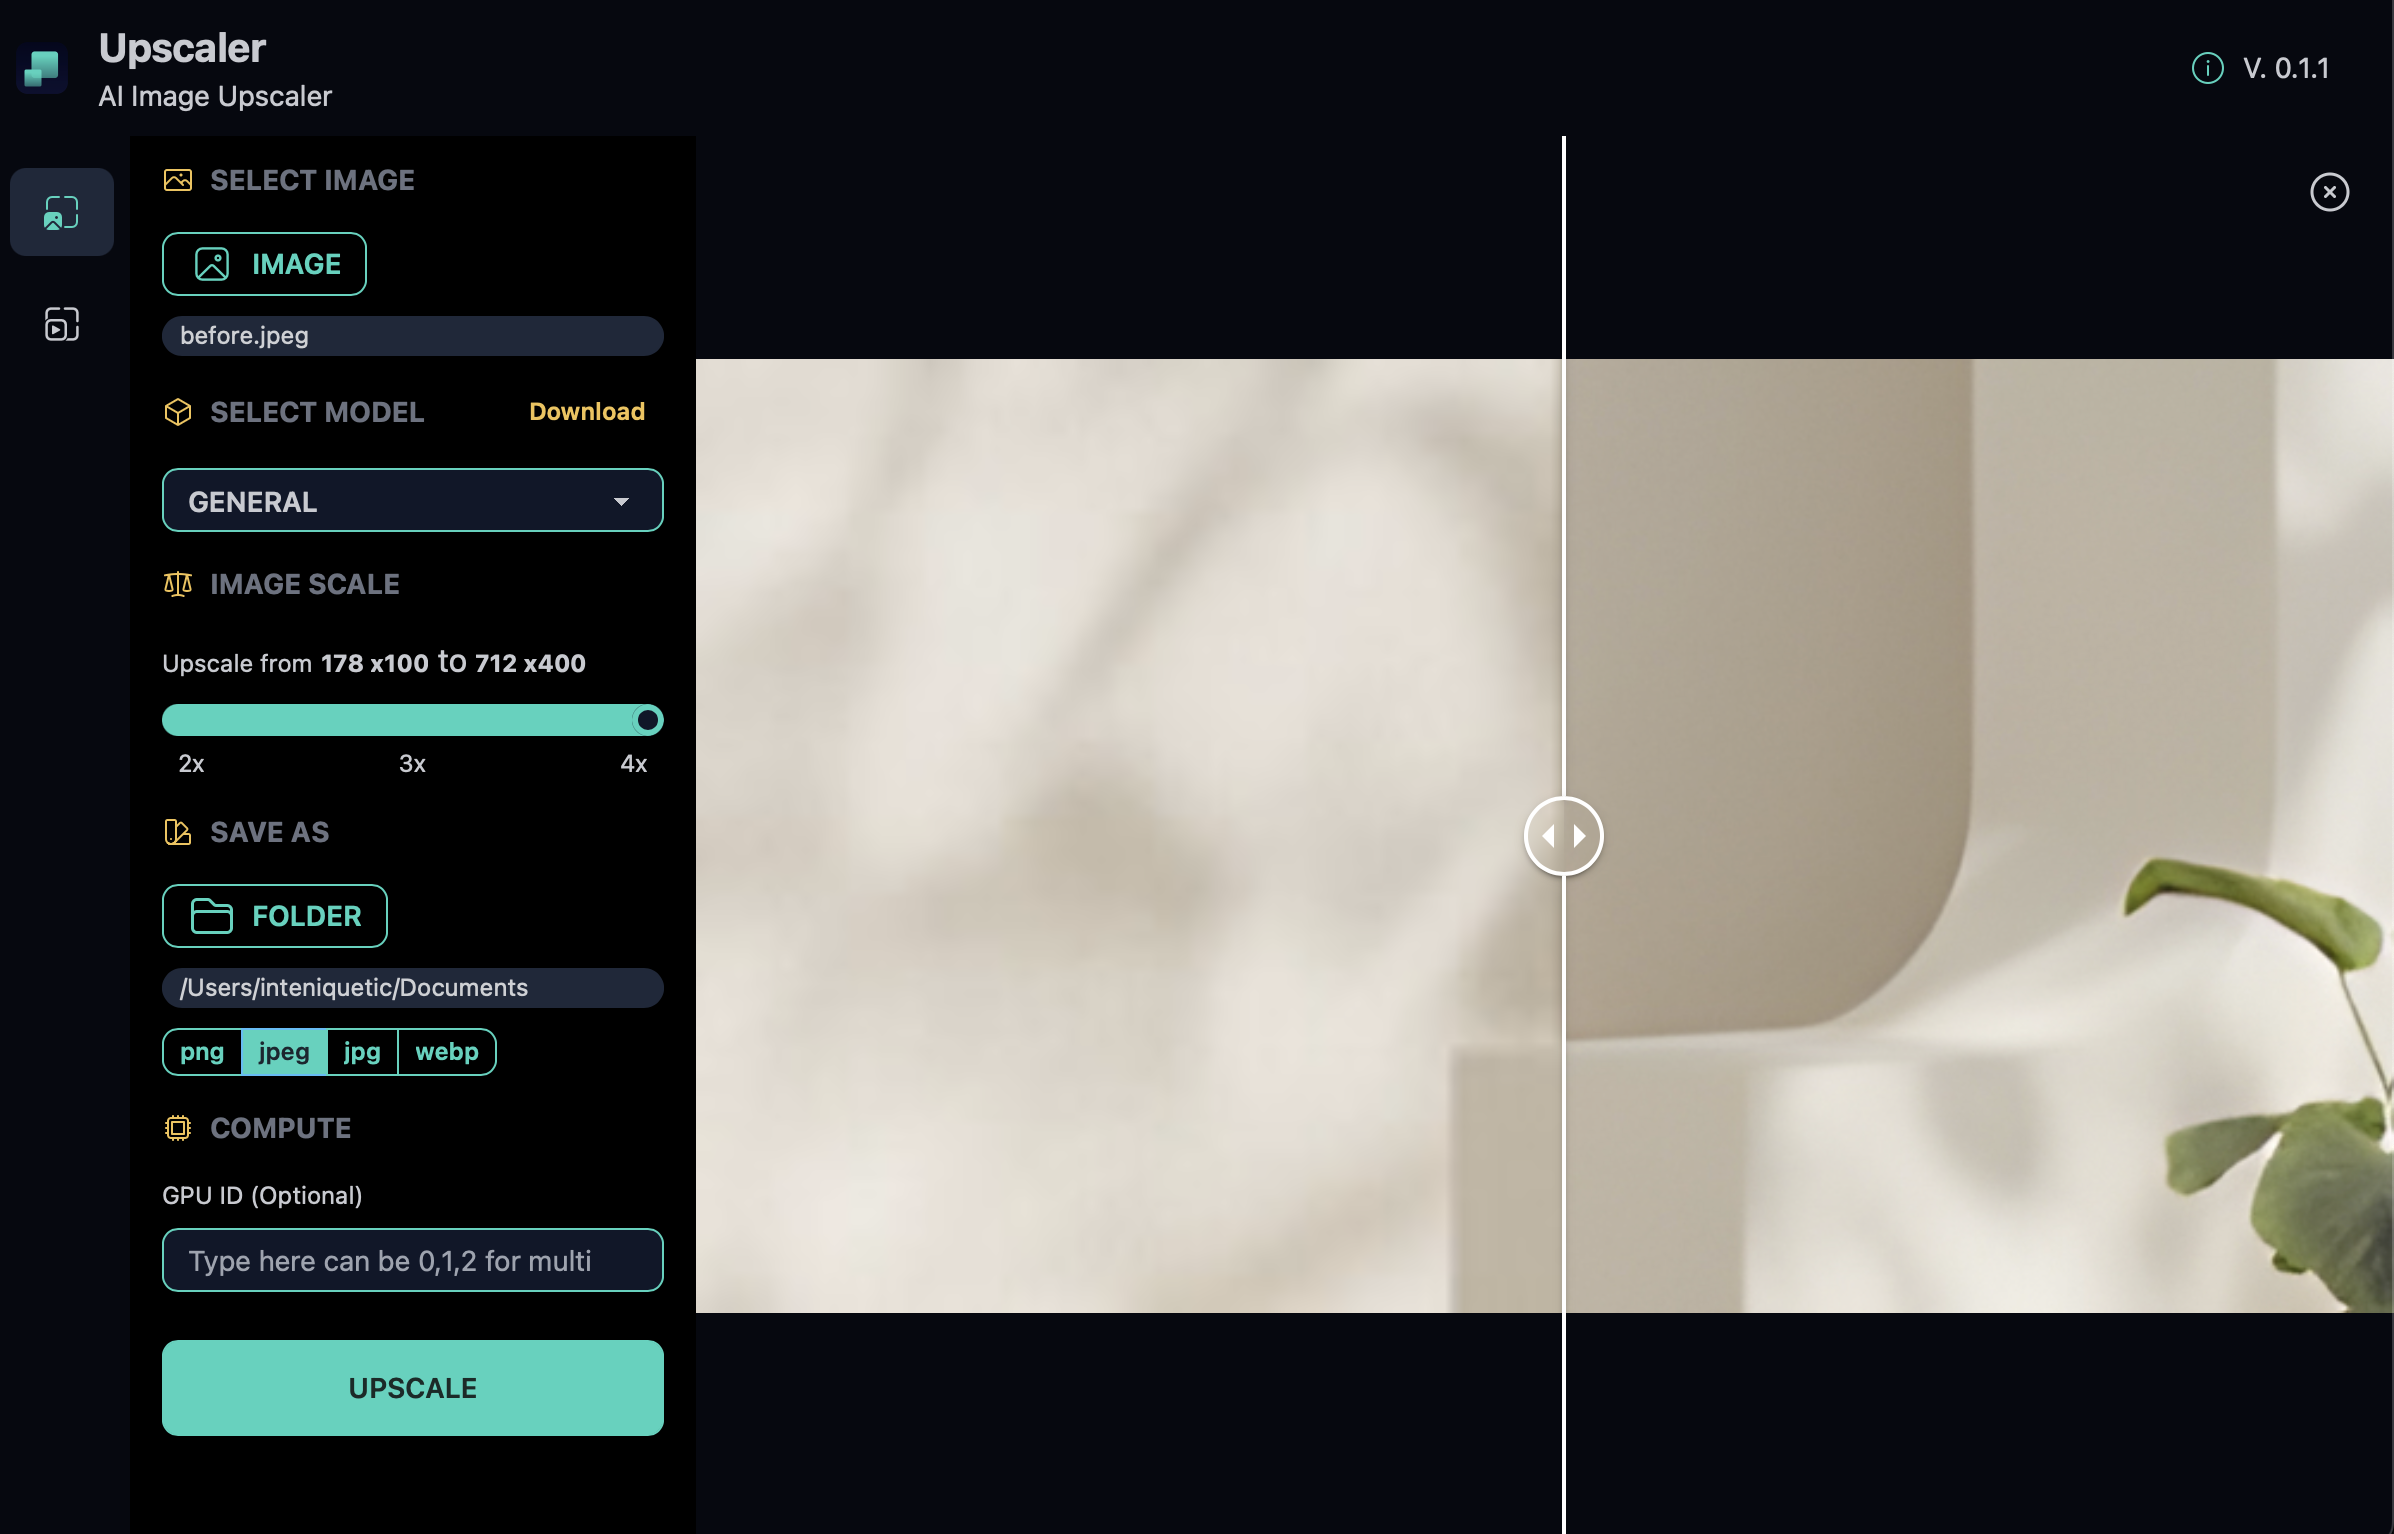 Upscaler
AI Image Upscaler
V. 0.1.1
SELECT IMAGE
IMAGE
before.jpeg
SELECT MODEL Download
GENERAL
IMAGE SCALE
Upscale from 178 x100 to 712 x400
2x 3x 4x
SAVE AS
FOLDER
/Users/inteniquetic/Documents
png jpeg jpg webp
COMPUTE
GPU ID (Optional)
Type here can be 0,1,2 for multi
UPSCALE